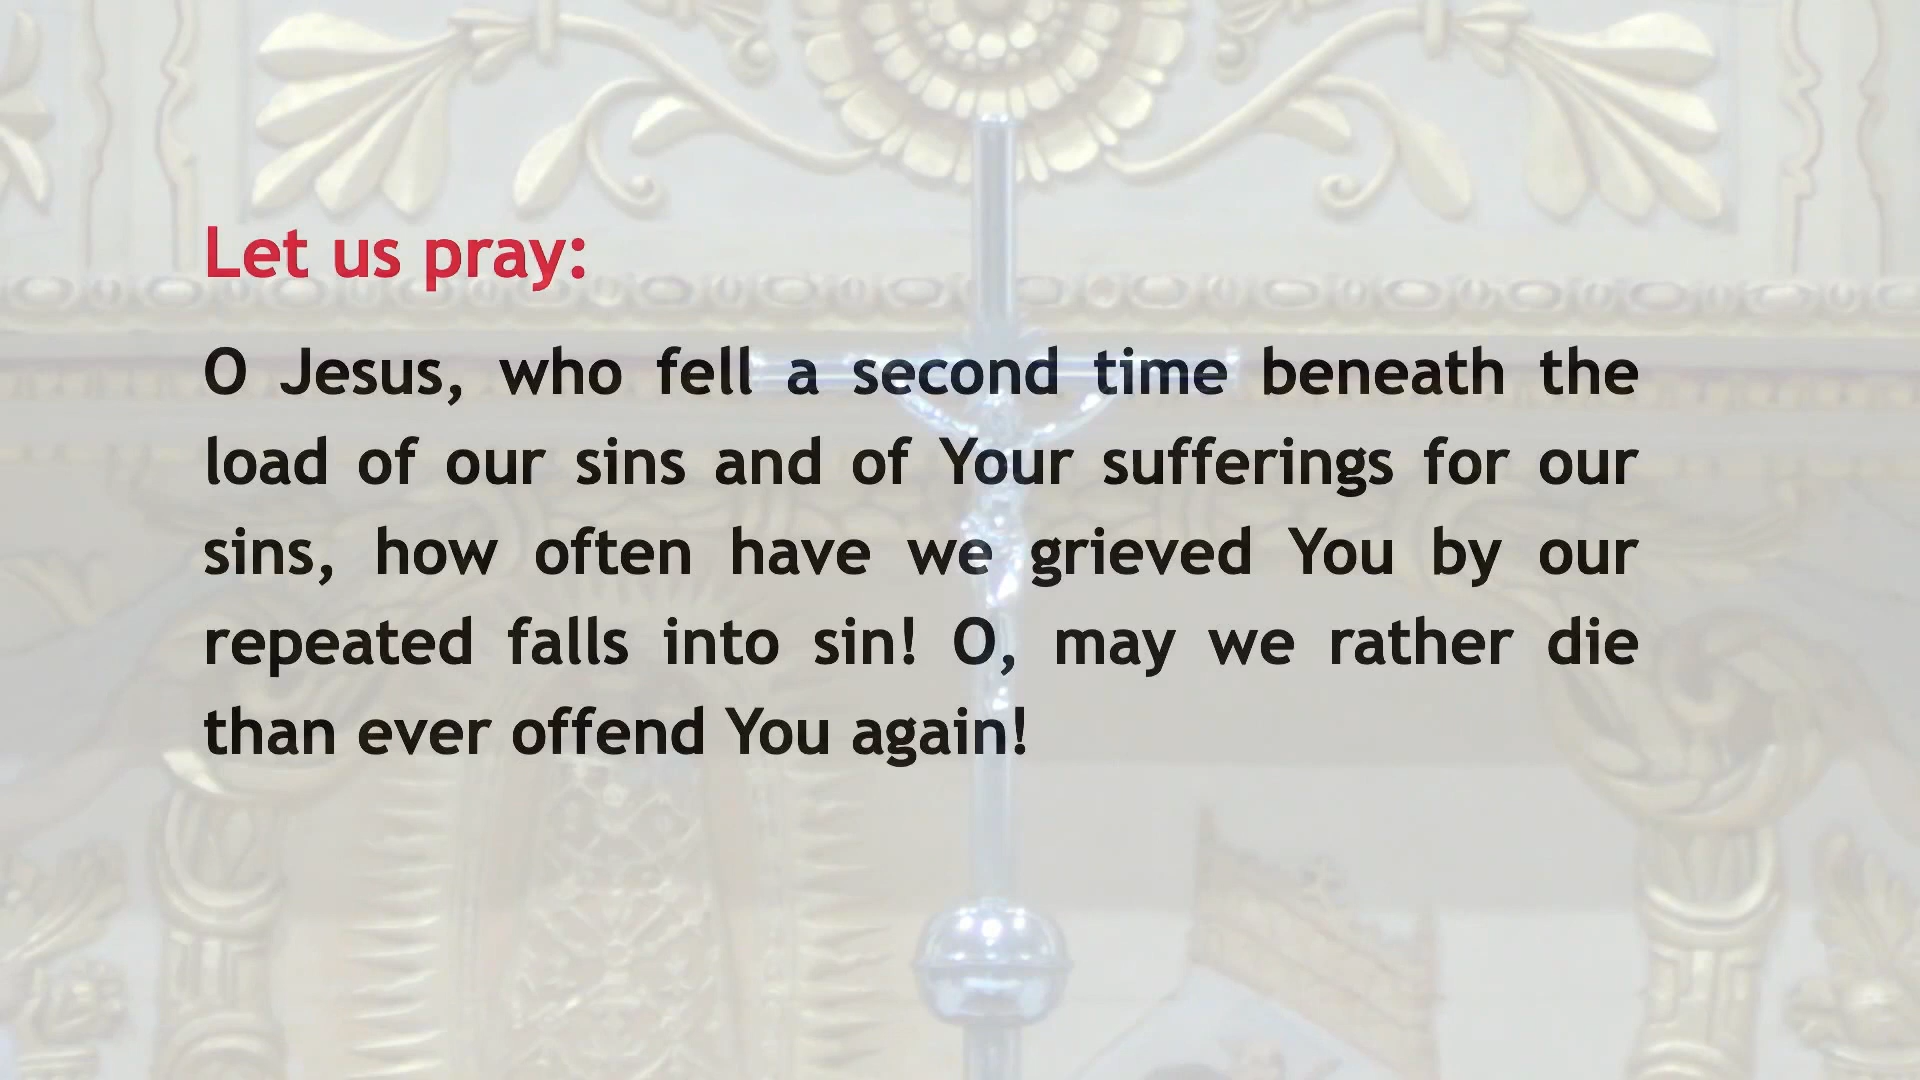 Let us pray:
O Jesus, who fell a second time beneath the
load of our sins and of Your sufferings for our
sins, how often have we grieved You by our
repeated falls into sin! O, may we rather die
than ever offend You again!